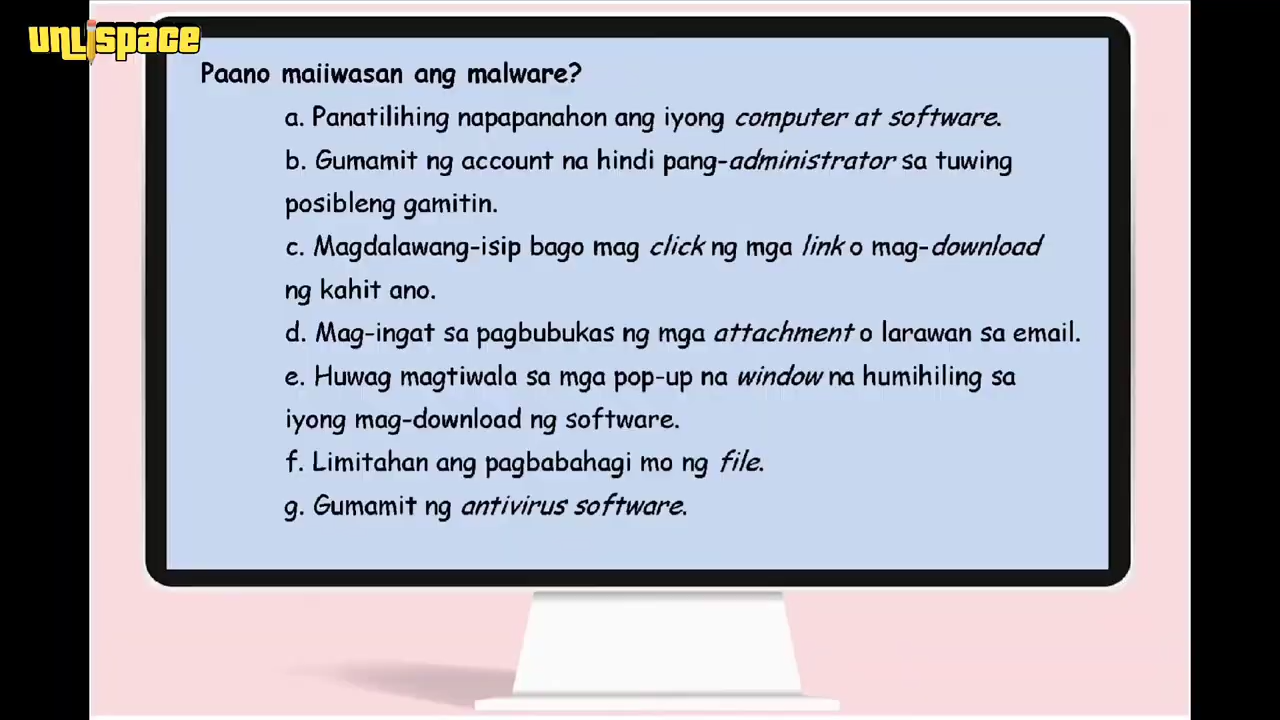 UNLISPACE
Paano maiiwasan ang malware?
a. Panatilihing napapanahon ang iyong computer at software.
b. Gumamit ng account na hindi pang-administrator sa tuwing
posibleng gamitin.
c. Magdalawang-isip bago mag click ng mga link o mag-download
ng kahit ano.
d. Mag-ingat sa pagbubukas ng mga attachment o larawan sa email.
e. Huwag magtiwala sa mga pop-up na window na humihiling sa
iyong mag-download ng software.
f. Limitahan ang pagbabahagi mo ng file.
g. Gumamit ng antivirus software.